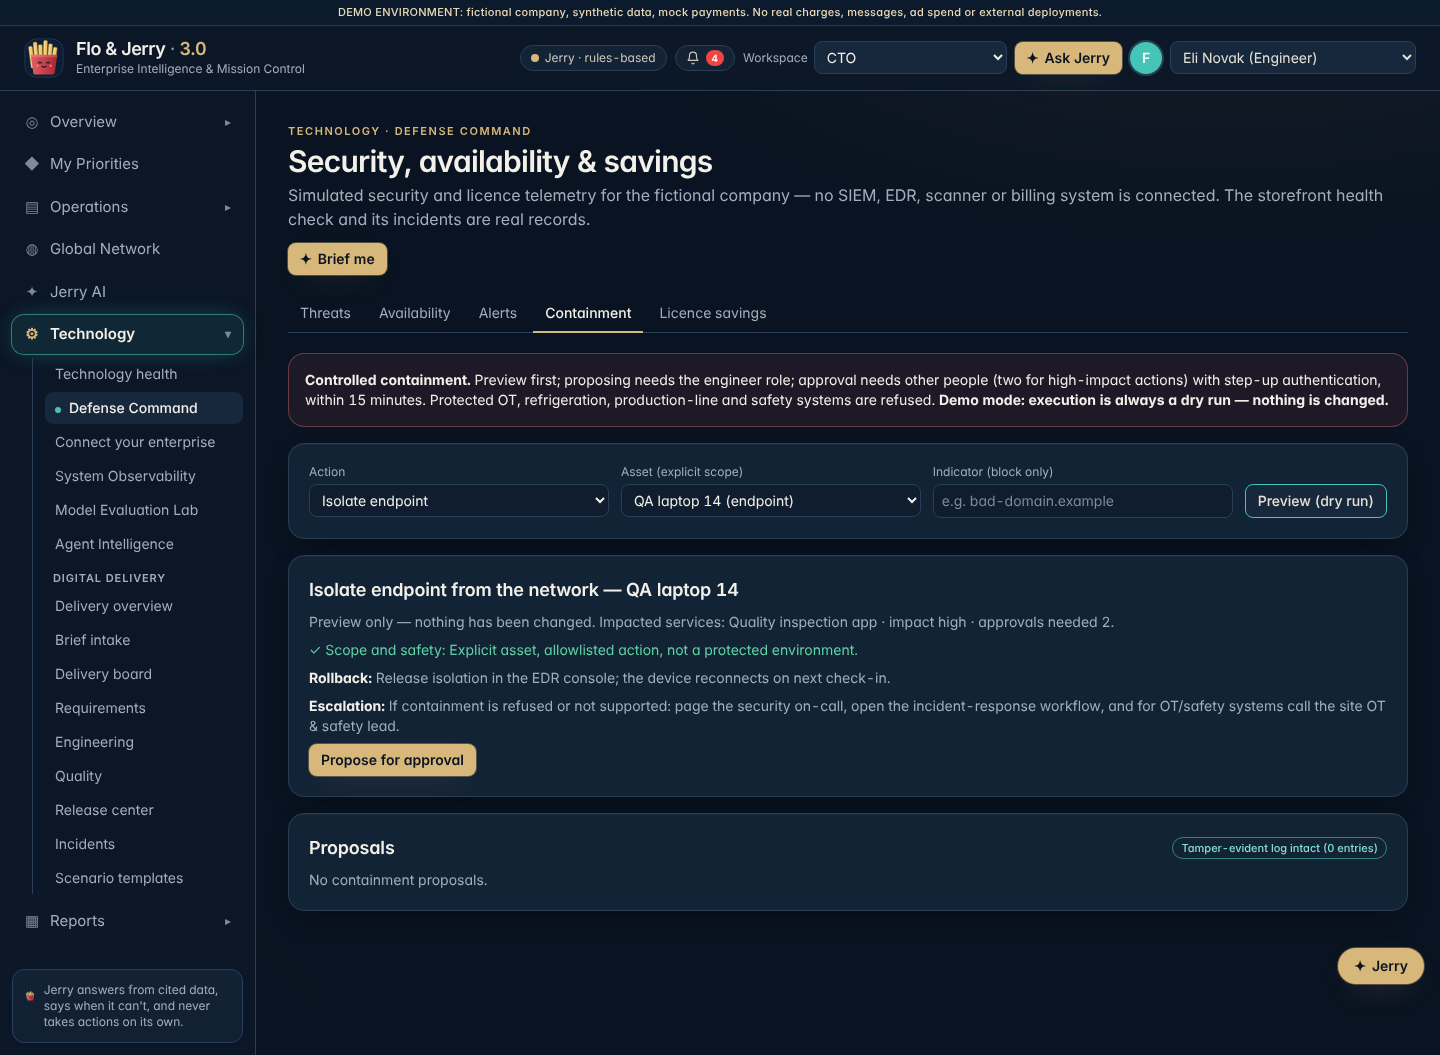 DEMO ENVIRONMENT: fictional company, synthetic data, mock payments. No real charges, messages, ad spend or external deployments.
Flo & Jerry · 3.0
Enterprise Intelligence & Mission Control
Jerry · rules-based
4
Workspace
CTO
✦ Ask Jerry
F
Eli Novak (Engineer)
Overview
My Priorities
Operations
Global Network
Jerry AI
Technology
Technology health
Defense Command
Connect your enterprise
System Observability
Model Evaluation Lab
Agent Intelligence
DIGITAL DELIVERY
Delivery overview
Brief intake
Delivery board
Requirements
Engineering
Quality
Release center
Incidents
Scenario templates
Reports
Jerry answers from cited data,
says when it can't, and never
takes actions on its own.
TECHNOLOGY · DEFENSE COMMAND
Security, availability & savings
Simulated security and licence telemetry for the fictional company — no SIEM, EDR, scanner or billing system is connected. The storefront health
check and its incidents are real records.
✦ Brief me
Threats
Availability
Alerts
Containment
Licence savings
Controlled containment. Preview first; proposing needs the engineer role; approval needs other people (two for high-impact actions) with step-up authentication,
within 15 minutes. Protected OT, refrigeration, production-line and safety systems are refused. Demo mode: execution is always a dry run — nothing is changed.
Action
Asset (explicit scope)
Indicator (block only)
Isolate endpoint
QA laptop 14 (endpoint)
e.g. bad-domain.example
Preview (dry run)
Isolate endpoint from the network — QA laptop 14
Preview only — nothing has been changed. Impacted services: Quality inspection app · impact high · approvals needed 2.
✓ Scope and safety: Explicit asset, allowlisted action, not a protected environment.
Rollback: Release isolation in the EDR console; the device reconnects on next check-in.
Escalation: If containment is refused or not supported: page the security on-call, open the incident-response workflow, and for OT/safety systems call the site OT
& safety lead.
Propose for approval
Proposals
Tamper-evident log intact (0 entries)
No containment proposals.
✦ Jerry